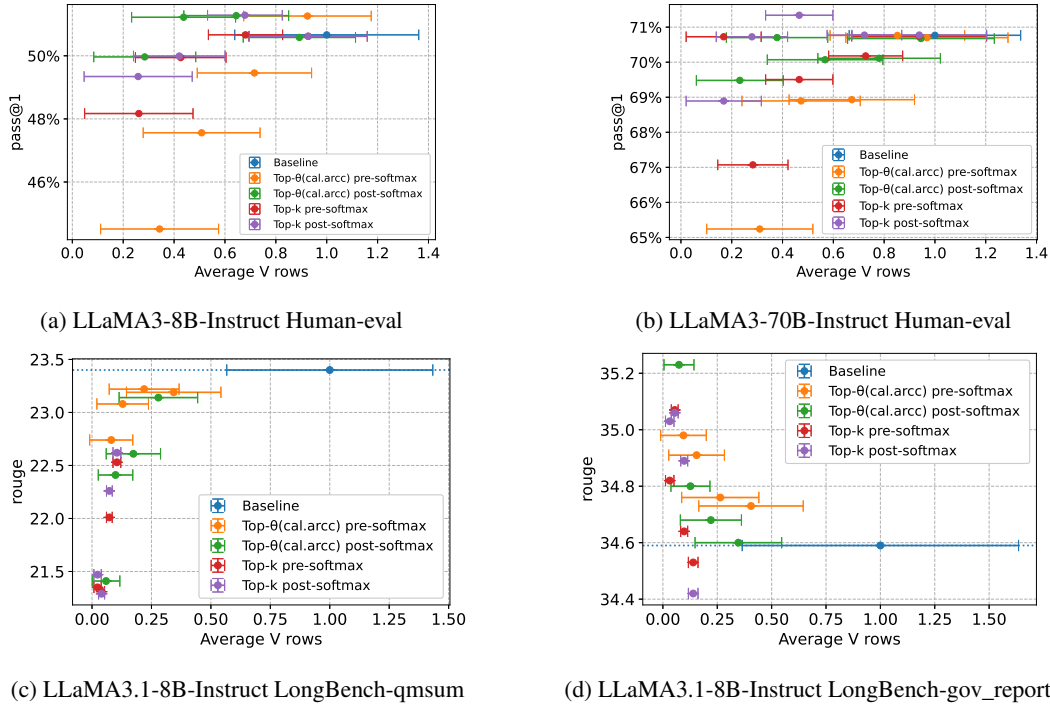 50%
48%
46%
pass@1
0.0
0.2
0.4
0.6
0.8
1.0
1.2
1.4
Average V rows
Baseline
Top-θ(cal.arcc) pre-softmax
Top-θ(cal.arcc) post-softmax
Top-k pre-softmax
Top-k post-softmax
(a) LLaMA3-8B-Instruct Human-eval
71%
70%
69%
68%
67%
66%
65%
pass@1
0.0
0.2
0.4
0.6
0.8
1.0
1.2
1.4
Average V rows
Baseline
Top-θ(cal.arcc) pre-softmax
Top-θ(cal.arcc) post-softmax
Top-k pre-softmax
Top-k post-softmax
(b) LLaMA3-70B-Instruct Human-eval
23.5
23.0
22.5
22.0
21.5
rouge
0.00
0.25
0.50
0.75
1.00
1.25
1.50
Average V rows
Baseline
Top-θ(cal.arcc) pre-softmax
Top-θ(cal.arcc) post-softmax
Top-k pre-softmax
Top-k post-softmax
(c) LLaMA3.1-8B-Instruct LongBench-qmsum
35.2
35.0
34.8
34.6
34.4
rouge
0.00
0.25
0.50
0.75
1.00
1.25
1.50
Average V rows
Baseline
Top-θ(cal.arcc) pre-softmax
Top-θ(cal.arcc) post-softmax
Top-k pre-softmax
Top-k post-softmax
(d) LLaMA3.1-8B-Instruct LongBench-gov_report